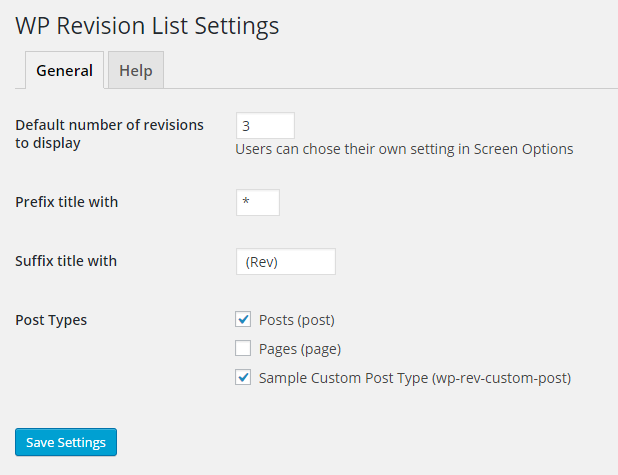 WP Revision List Settings
General
Help
Default number of revisions
to display
3
Users can chose their own setting in Screen Options
Prefix title with
*
Suffix title with
(Rev)
Post Types
Posts (post)
Pages (page)
Sample Custom Post Type (wp-rev-custom-post)
Save Settings